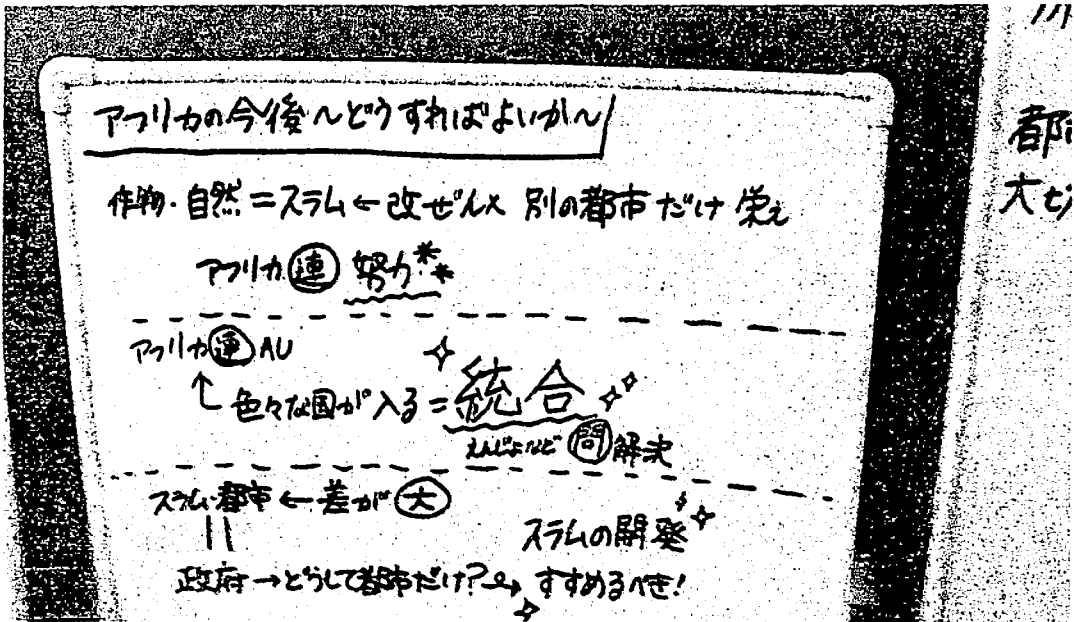 アフリカの今後～どうすればよいか～
作物・自然=スラム←改ぜん× 別の都市だけ栄え
アフリカ連 努力**
アフリカ連AU
↑色々な国が入る=統合
えんじょなど 問解決
スラム・都市←差が大
スラムの開発
政府→どうして都市だけ?→すすめるべき!
都市
大